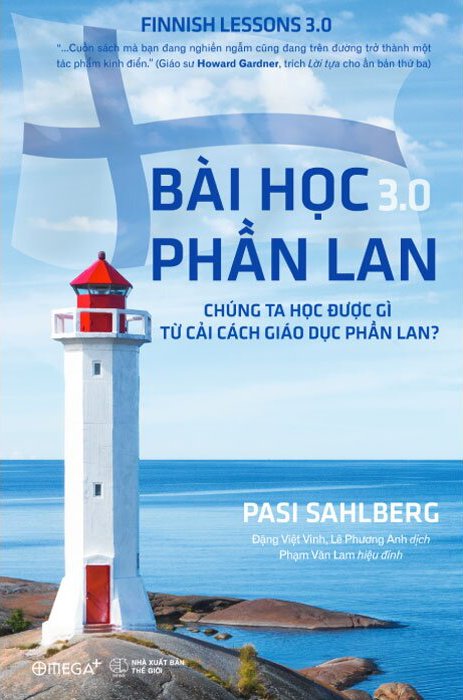 FINNISH LESSONS 3.0
“...Cuốn sách mà bạn đang nghiền ngẫm cũng đang trên đường trở thành một
tác phẩm kinh điển.” (Giáo sư Howard Gardner, trích Lời tựa cho ấn bản thứ ba)
BÀI HỌC 3.0
PHẦN LAN
CHÚNG TA HỌC ĐƯỢC GÌ
TỪ CẢI CÁCH GIÁO DỤC PHẦN LAN?
PASI SAHLBERG
Đặng Việt Vinh, Lê Phương Anh dịch
Phạm Văn Lam hiệu đính
OMEGA+
NHÀ XUẤT BẢN
THẾ GIỚI